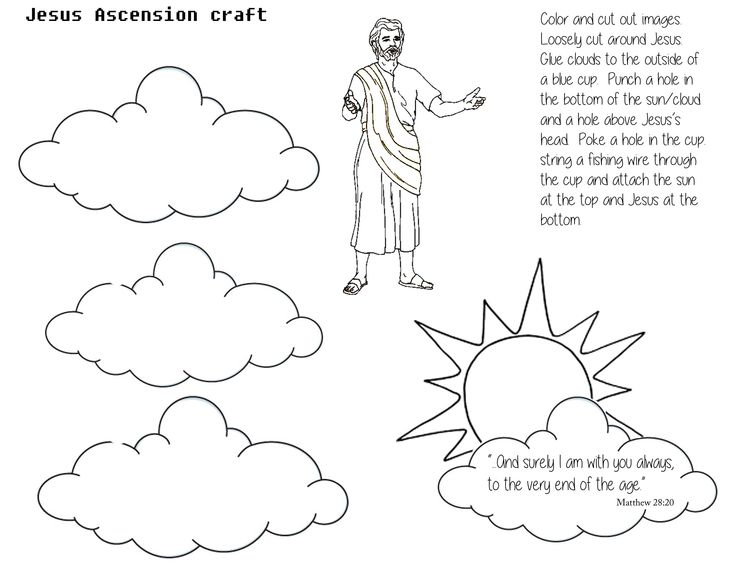 Jesus Ascension craft
Color and cut out images.
Loosely cut around Jesus.
Glue clouds to the outside of
a blue cup. Punch a hole in
the bottom of the sun/cloud
and a hole above Jesus's
head. Poke a hole in the cup.
string a fishing wire through
the cup and attach the sun
at the top and Jesus at the
bottom
"...And surely I am with you always,
to the very end of the age."
Matthew 28:20